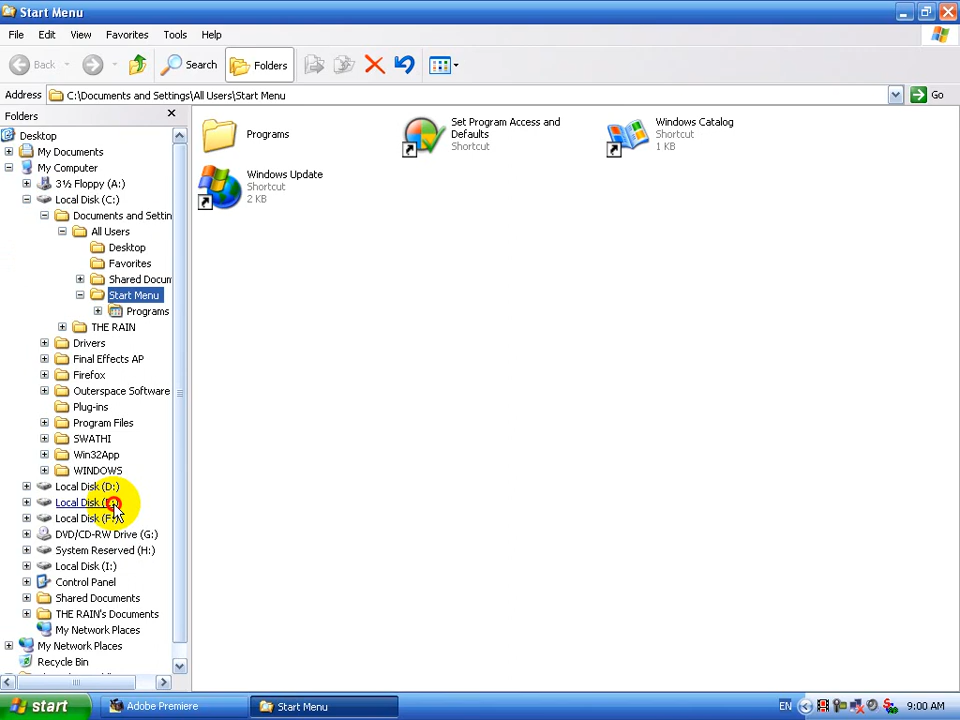 Start Menu
File Edit View Favorites Tools Help
Back Search Folders
Address C:\Documents and Settings\All Users\Start Menu Go
Folders
Desktop
My Documents
My Computer
3½ Floppy (A:)
Local Disk (C:)
Documents and Settin
All Users
Desktop
Favorites
Shared Docum
Start Menu
Programs
THE RAIN
Drivers
Final Effects AP
Firefox
Outerspace Software
Plug-ins
Program Files
SWATHI
Win32App
WINDOWS
Local Disk (D:)
Local Disk
Local Disk (F:)
DVD/CD-RW Drive (G:)
System Reserved (H:)
Local Disk (I:)
Control Panel
Shared Documents
THE RAIN's Documents
My Network Places
My Network Places
Recycle Bin
Programs
Set Program Access and
Defaults
Shortcut
Windows Catalog
Shortcut
1 KB
Windows Update
Shortcut
2 KB
start Adobe Premiere Start Menu EN 9:00 AM